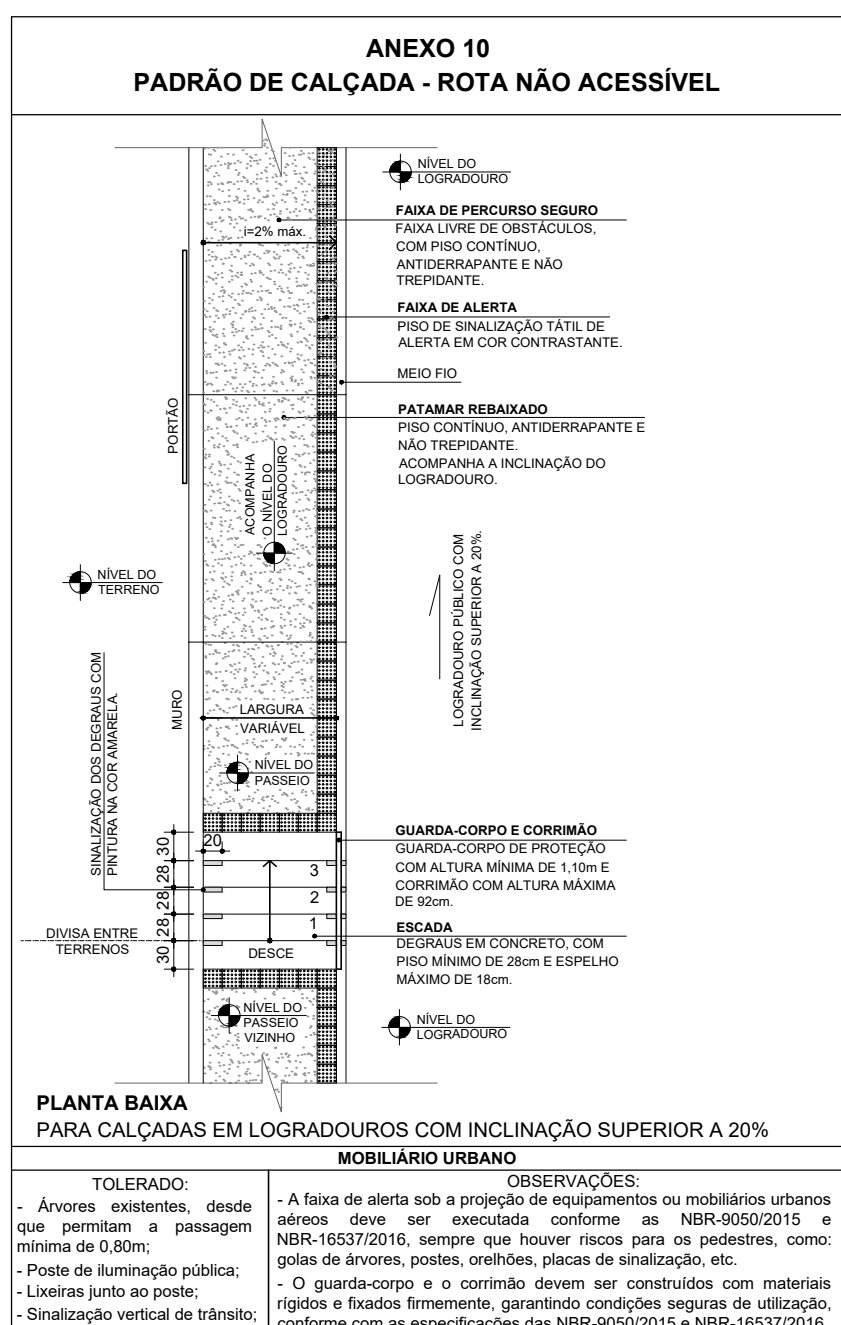 ANEXO 10
PADRÃO DE CALÇADA - ROTA NÃO ACESSÍVEL
NÍVEL DO
LOGRADOURO
FAIXA DE PERCURSO SEGURO
FAIXA LIVRE DE OBSTÁCULOS,
COM PISO CONTÍNUO,
ANTIDERRAPANTE E NÃO
TREPIDANTE.
i=2% máx.
FAIXA DE ALERTA
PISO DE SINALIZAÇÃO TÁTIL DE
ALERTA EM COR CONTRASTANTE.
MEIO FIO
PORTÃO
PATAMAR REBAIXADO
PISO CONTÍNUO, ANTIDERRAPANTE E
NÃO TREPIDANTE.
ACOMPANHA A INCLINAÇÃO DO
LOGRADOURO.
ACOMPANHA
O NÍVEL DO
LOGRADOURO
NÍVEL DO
TERRENO
LOGRADOURO PÚBLICO COM
INCLINAÇÃO SUPERIOR A 20%.
SINALIZAÇÃO DOS DEGRAUS COM
PINTURA NA COR AMARELA.
MURO
LARGURA
VARIÁVEL
NÍVEL DO
PASSEIO
GUARDA-CORPO E CORRIMÃO
GUARDA-CORPO DE PROTEÇÃO
COM ALTURA MÍNIMA DE 1,10m E
CORRIMÃO COM ALTURA MÁXIMA
DE 92cm.
30
20
28
3
28
2
28
1
30
DIVISA ENTRE
TERRENOS
DESCE
ESCADA
DEGRAUS EM CONCRETO, COM
PISO MÍNIMO DE 28cm E ESPELHO
MÁXIMO DE 18cm.
NÍVEL DO
PASSEIO
VIZINHO
NÍVEL DO
LOGRADOURO
PLANTA BAIXA
PARA CALÇADAS EM LOGRADOUROS COM INCLINAÇÃO SUPERIOR A 20%
MOBILIÁRIO URBANO
TOLERADO:
- Árvores existentes, desde
que permitam a passagem
mínima de 0,80m;
- Poste de iluminação pública;
- Lixeiras junto ao poste;
- Sinalização vertical de trânsito;
OBSERVAÇÕES:
- A faixa de alerta sob a projeção de equipamentos ou mobiliários urbanos
aéreos deve ser executada conforme as NBR-9050/2015 e
NBR-16537/2016, sempre que houver riscos para os pedestres, como:
golas de árvores, postes, orelhões, placas de sinalização, etc.
- O guarda-corpo e o corrimão devem ser construídos com materiais
rígidos e fixados firmemente, garantindo condições seguras de utilização,
conforme com as especificações das NBR-9050/2015 e NBR-16537/2016